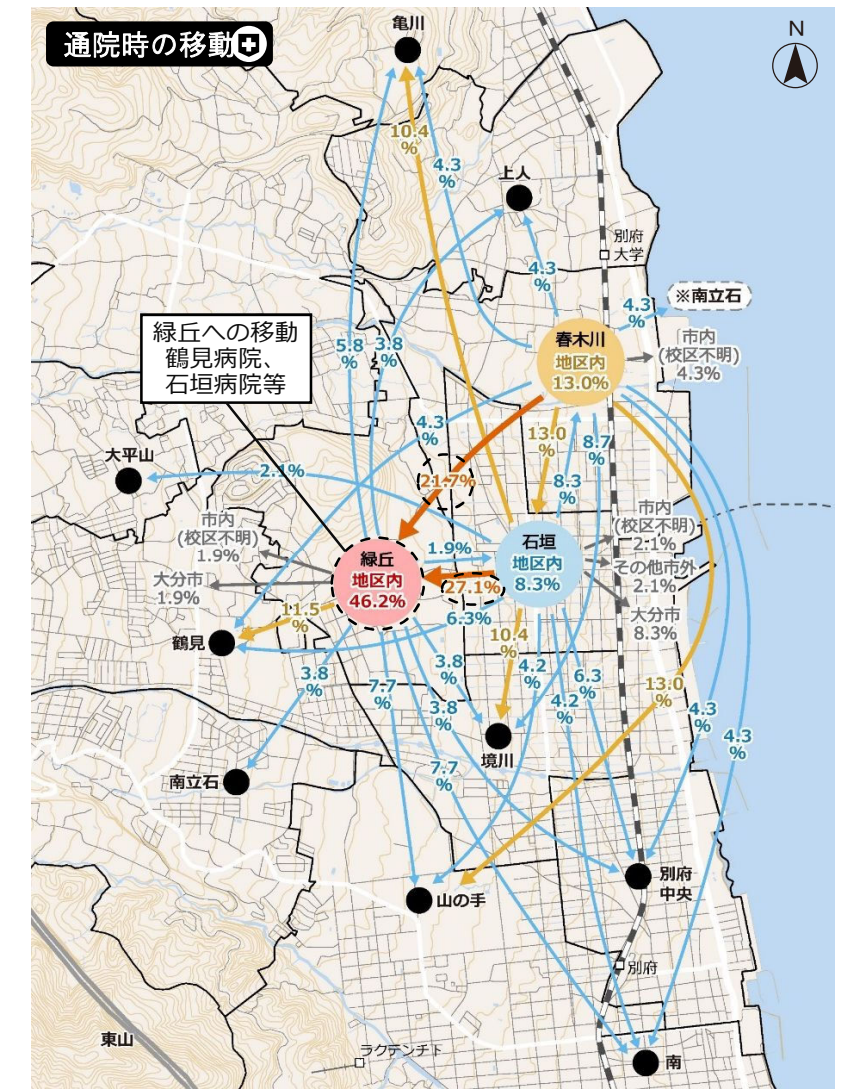 通院時の移動
亀川
N
10.4
%
4.3
%
上人
別府
大学
4.3
%
4.3
%
※南立石
緑丘への移動
鶴見病院、
石垣病院等
5.8
%
3.8
%
春木川
地区内
13.0%
市内
(校区不明)
4.3%
4.3
%
13.0
%
8.7
%
大平山
2.1%
21.7%
8.3
%
市内
(校区不明)
1.9%
大分市
1.9%
緑丘
地区内
46.2%
1.9%
27.1%
石垣
地区内
8.3%
市内
(校区不明)
2.1%
その他市外
2.1%
大分市
8.3%
11.5
%
6.3%
鶴見
10.4
%
3.8
%
7.7
%
3.8
%
3.8
%
4.2
%
4.2
%
6.3
%
13.0
%
4.3
%
4.3
%
境川
7.7
%
南立石
山の手
別府
中央
別府
東山
ラクテンチト
南